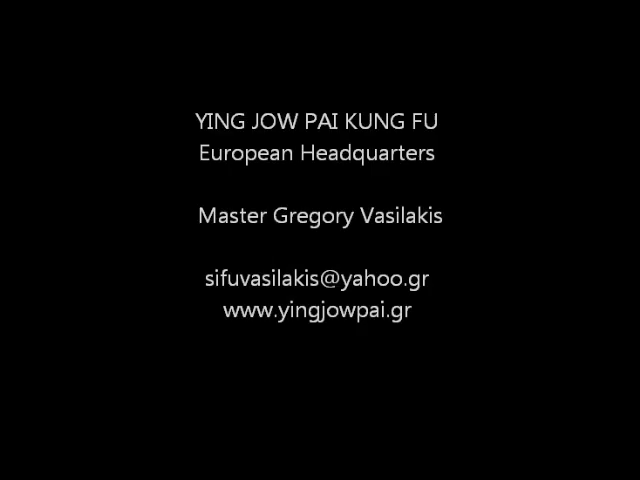 YING JOW PAI KUNG FU
European Headquarters
Master Gregory Vasilakis
sifuvasilakis@yahoo.gr
www.yingjowpai.gr